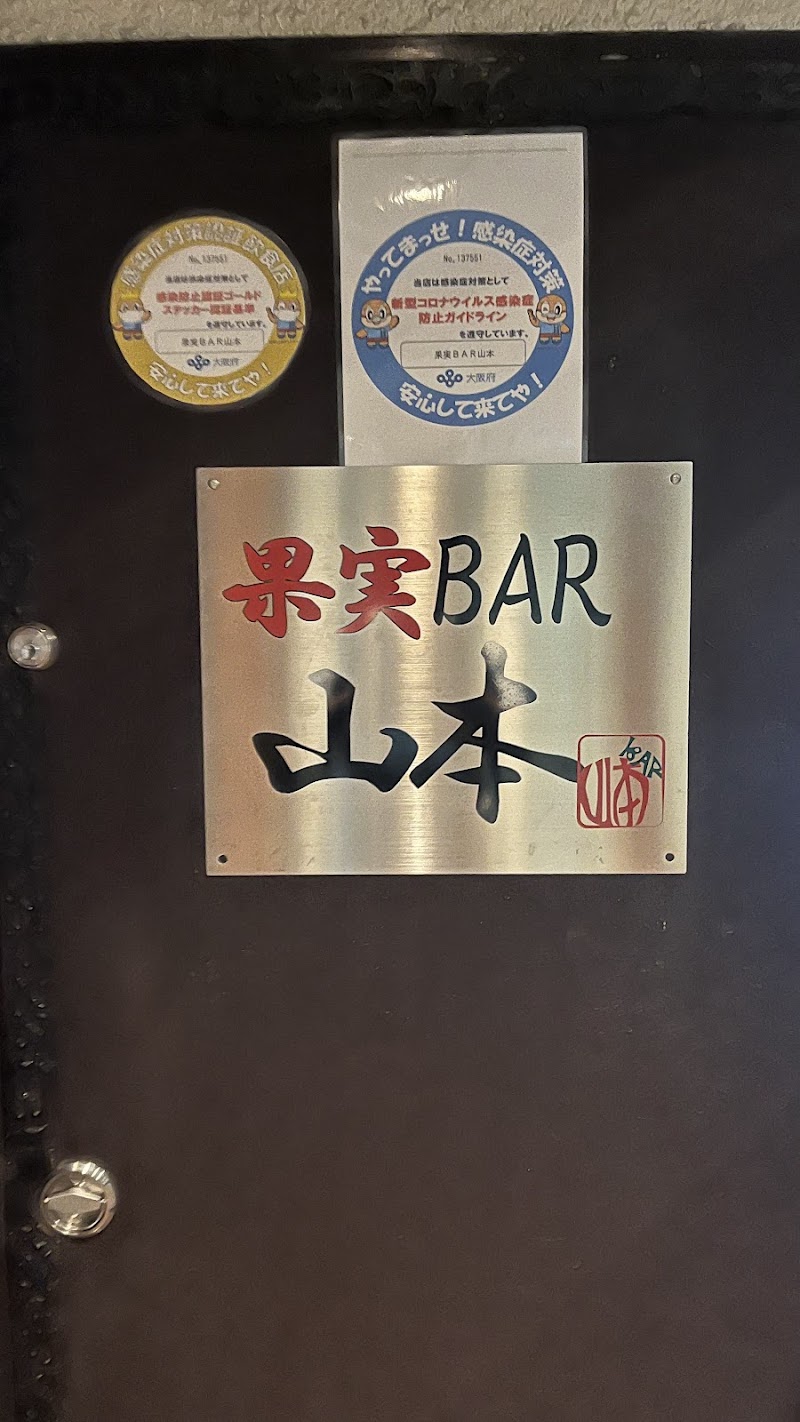 感染症対策認証飲食店
No.137551
当店は感染症対策として
感染防止認証ゴールド
ステッカー認証基準
を遵守しています。
果実BAR山本
大阪府
安心して来てや!
やってまっせ!感染症対策
No.137551
当店は感染症対策として
新型コロナウイルス感染症
防止ガイドライン
を遵守しています。
果実BAR山本
大阪府
安心して来てや!
果実BAR
山本
BAR
山本